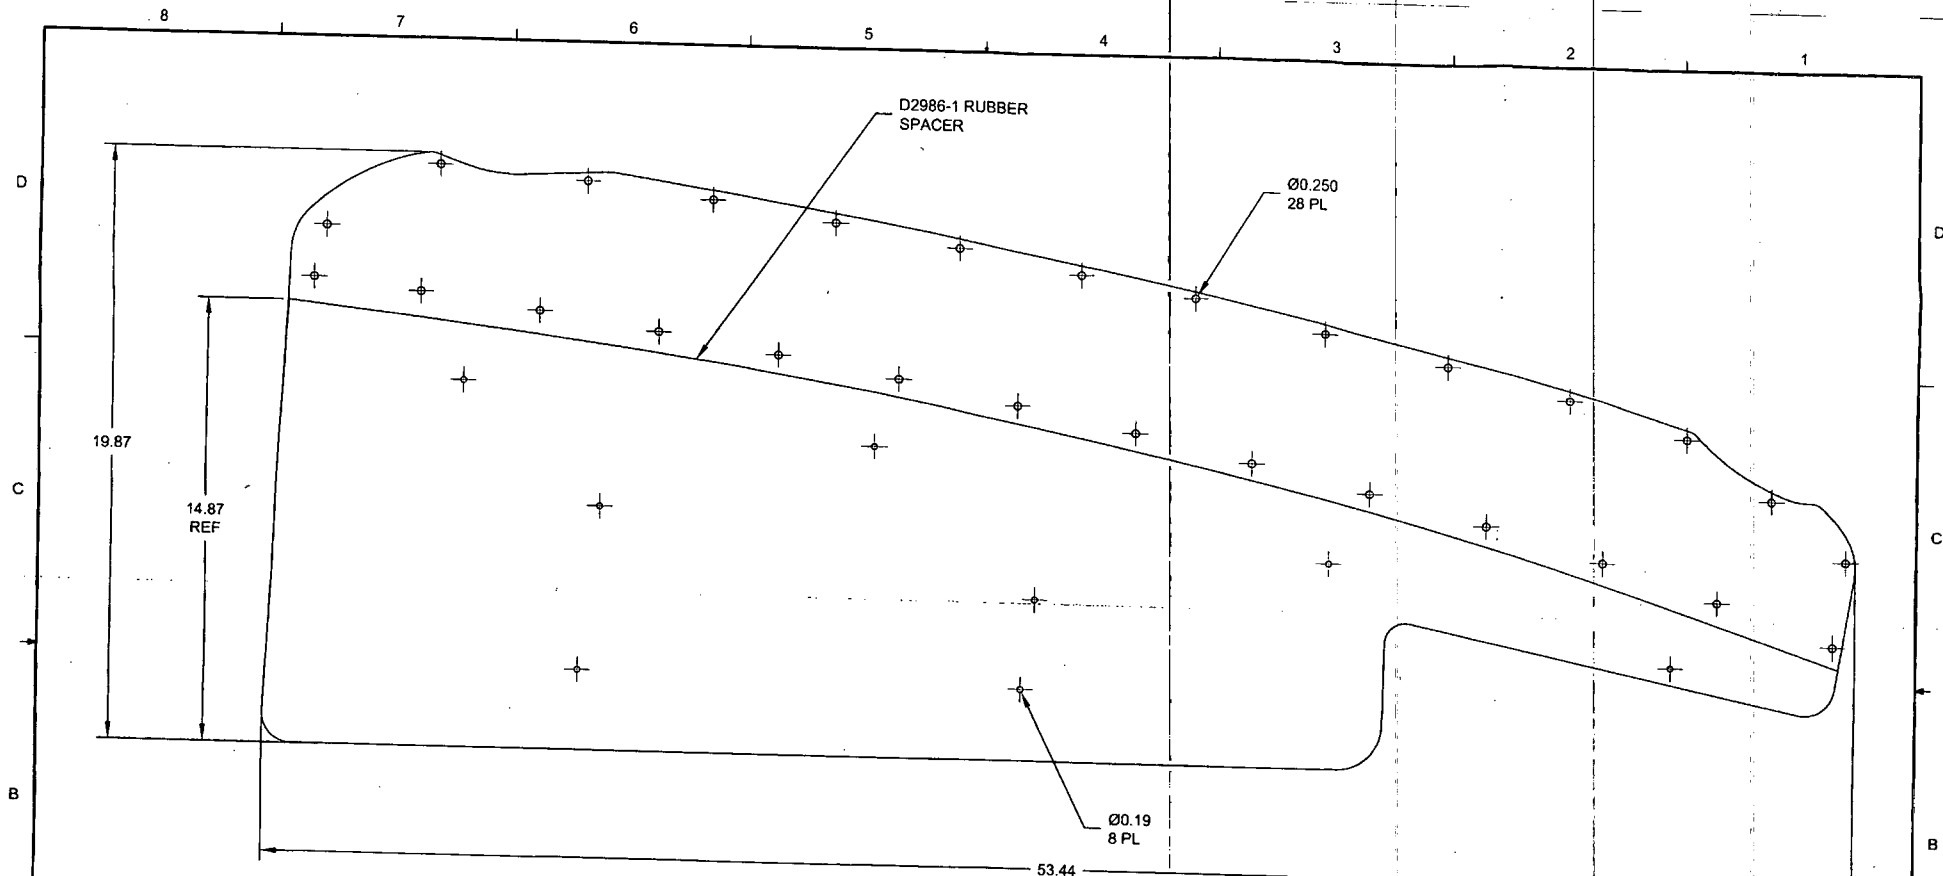 8 7 6 5 4 3 2 1
D2986-1 RUBBER
SPACER
D
Ø0.250
28 PL
D
19.87
C
14.87
REF
C
B
Ø0.19
8 PL
B
53.44